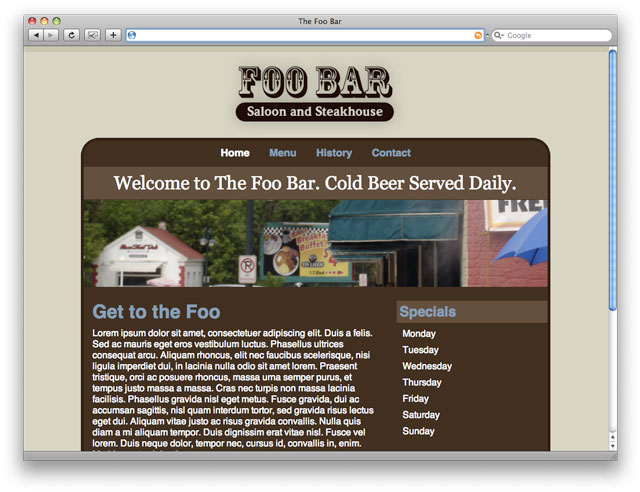 The Foo Bar
Google
FOO BAR
Saloon and Steakhouse
Home Menu History Contact
Welcome to The Foo Bar. Cold Beer Served Daily.
Breakfast
Buffet
FREE
Get to the Foo
Lorem ipsum dolor sit amet, consectetuer adipiscing elit. Duis a felis.
Sed ac mauris eget eros vestibulum luctus. Phasellus ultrices
consequat arcu. Aliquam rhoncus, elit nec faucibus scelerisque, nisi
ligula imperdiet dui, in lacinia nulla odio sit amet lorem. Praesent
tristique, orci ac posuere rhoncus, massa uma semper purus, et
tempus justo massa a massa. Cras nec turpis non massa lacinia
facilisis. Phasellus gravida nisl eget metus. Fusce gravida, dui ac
accumsan sagittis, nisl quam interdum tortor, sed gravida risus lectus
eget dui. Aliquam vitae justo ac risus gravida convallis. Nulla quis
diam a mi aliquam tempor. Duis dignissim erat vitae nisl. Fusce vel
lorem. Duis neque dolor, tempor nec, cursus id, convallis in, enim.
Specials
Monday
Tuesday
Wednesday
Thursday
Friday
Saturday
Sunday